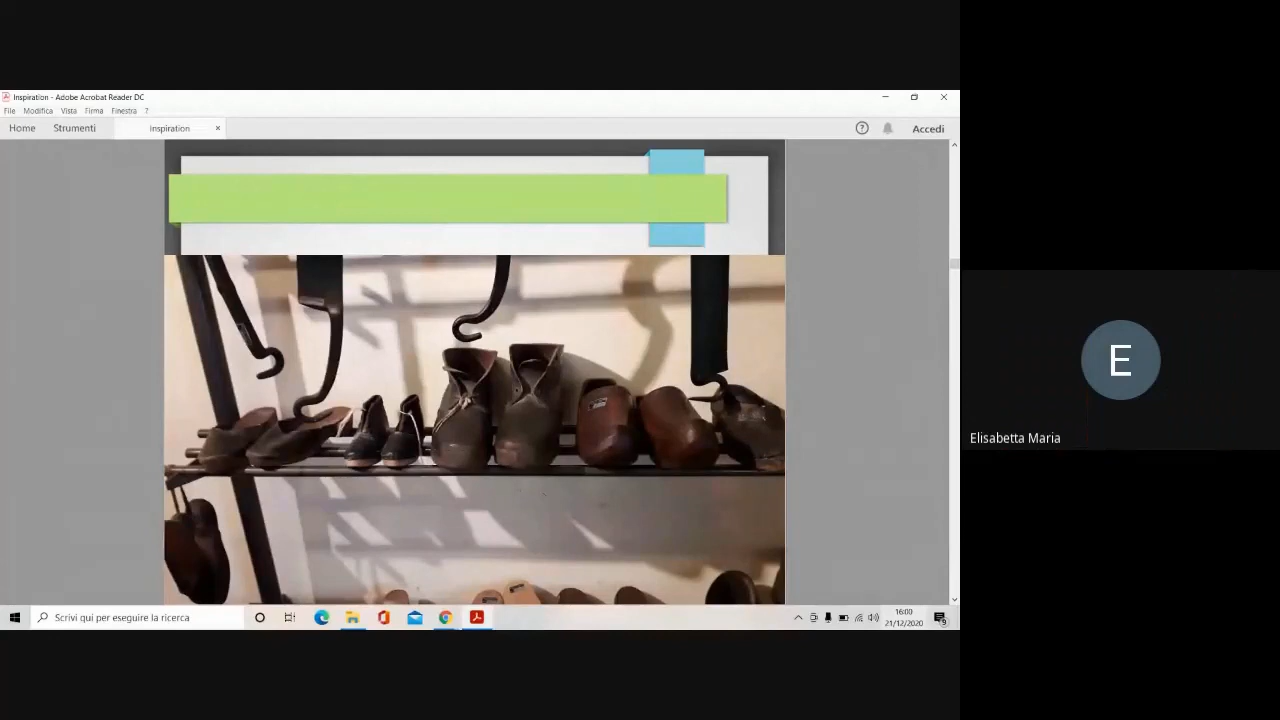 Inspiration - Adobe Acrobat Reader DC
File Modifica Vista Firma Finestra ?
Home Strumenti Inspiration × ? Accedi
E
Elisabetta Maria
Scrivi qui per eseguire la ricerca
16:00
21/12/2020
9